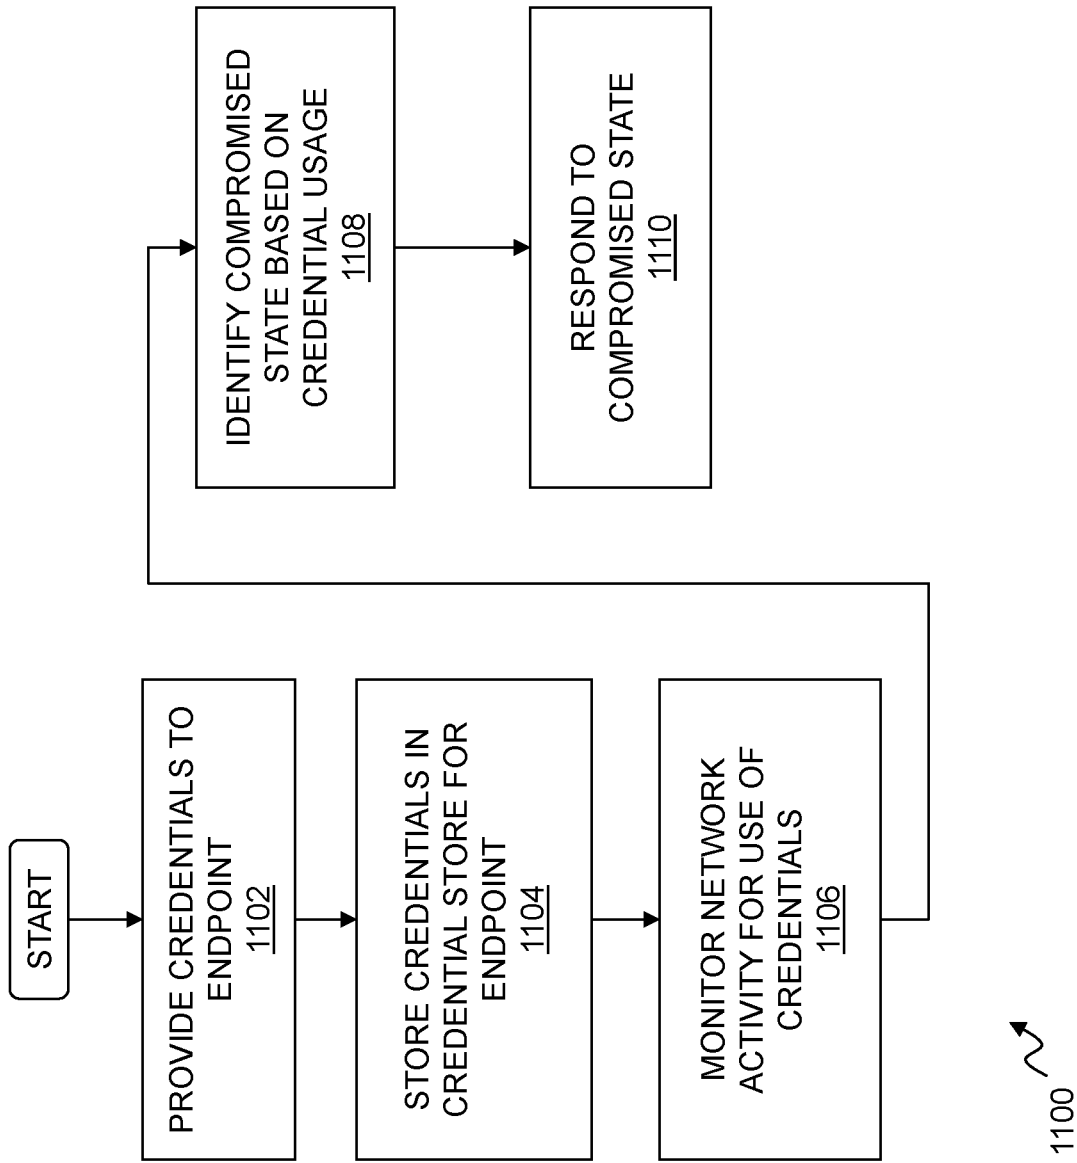 START
PROVIDE CREDENTIALS TO
ENDPOINT
1102
STORE CREDENTIALS IN
CREDENTIAL STORE FOR
ENDPOINT
1104
MONITOR NETWORK
ACTIVITY FOR USE OF
CREDENTIALS
1106
IDENTIFY COMPROMISED
STATE BASED ON
CREDENTIAL USAGE
1108
RESPOND TO
COMPROMISED STATE
1110
1100